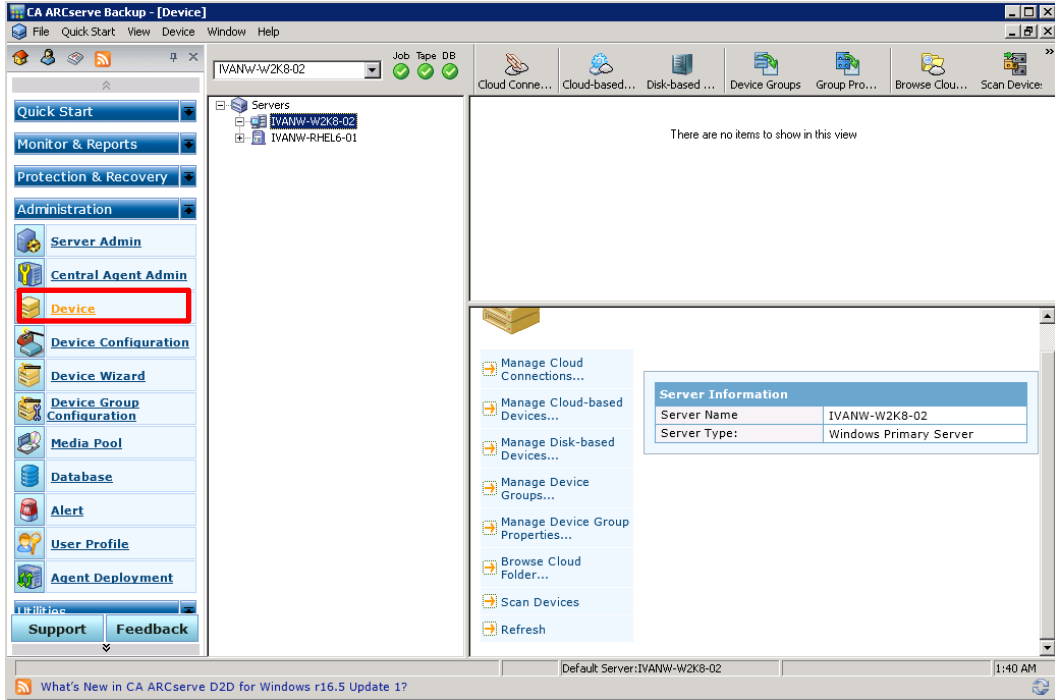 CA ARCserve Backup - [Device]
File Quick Start View Device Window Help
IVANW-W2K8-02
Job Tape DB
Cloud Conne... Cloud-based... Disk-based ... Device Groups Group Pro... Browse Clou... Scan Device:
Quick Start
Monitor & Reports
Protection & Recovery
Administration
Server Admin
Central Agent Admin
Device
Device Configuration
Device Wizard
Device Group
Configuration
Media Pool
Database
Alert
User Profile
Agent Deployment
Utilities
Support Feedback
Servers
IVANW-W2K8-02
IVANW-RHEL6-01
There are no items to show in this view
Manage Cloud
Connections...
Manage Cloud-based
Devices...
Manage Disk-based
Devices...
Manage Device
Groups...
Manage Device Group
Properties...
Browse Cloud
Folder...
Scan Devices
Refresh
Server Information
Server Name IVANW-W2K8-02
Server Type: Windows Primary Server
Default Server:IVANW-W2K8-02
1:40 AM
What's New in CA ARCserve D2D for Windows r16.5 Update 1?